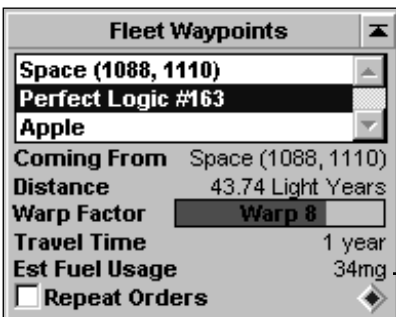 Fleet Waypoints
Space (1088, 1110)
Perfect Logic #163
Apple
Coming From Space (1088, 1110)
Distance 43.74 Light Years
Warp Factor Warp 8
Travel Time 1 year
Est Fuel Usage 34mg
Repeat Orders